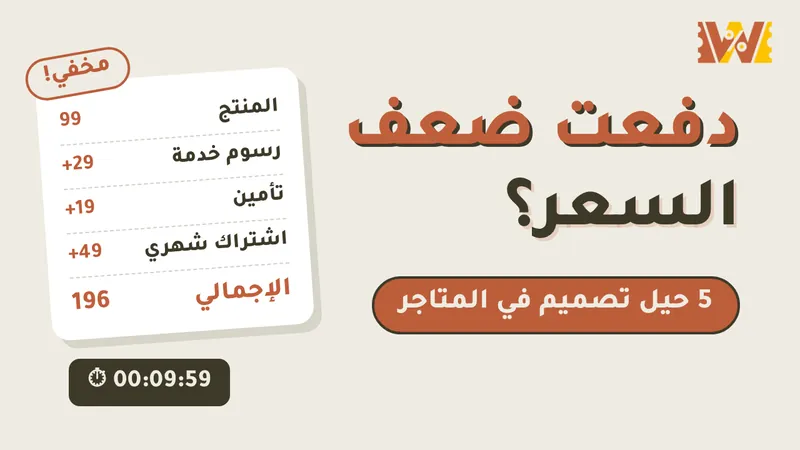 دفعت ضعف
السعر؟
5 حيل تصميم في المتاجر
مخفي!
المنتج 99
رسوم خدمة +29
تأمين +19
اشتراك شهري +49
الإجمالي 196
00:09:59